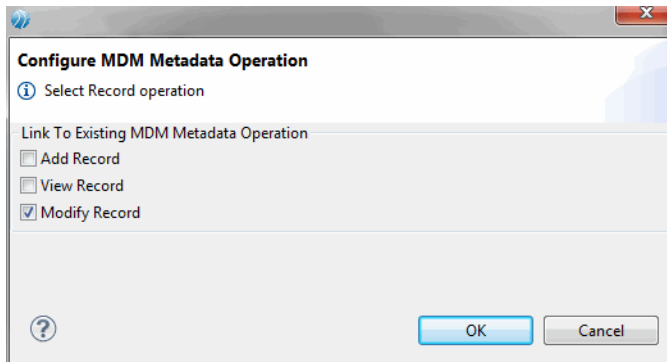 Configure MDM Metadata Operation
Select Record operation
Link To Existing MDM Metadata Operation
Add Record
View Record
Modify Record
OK Cancel